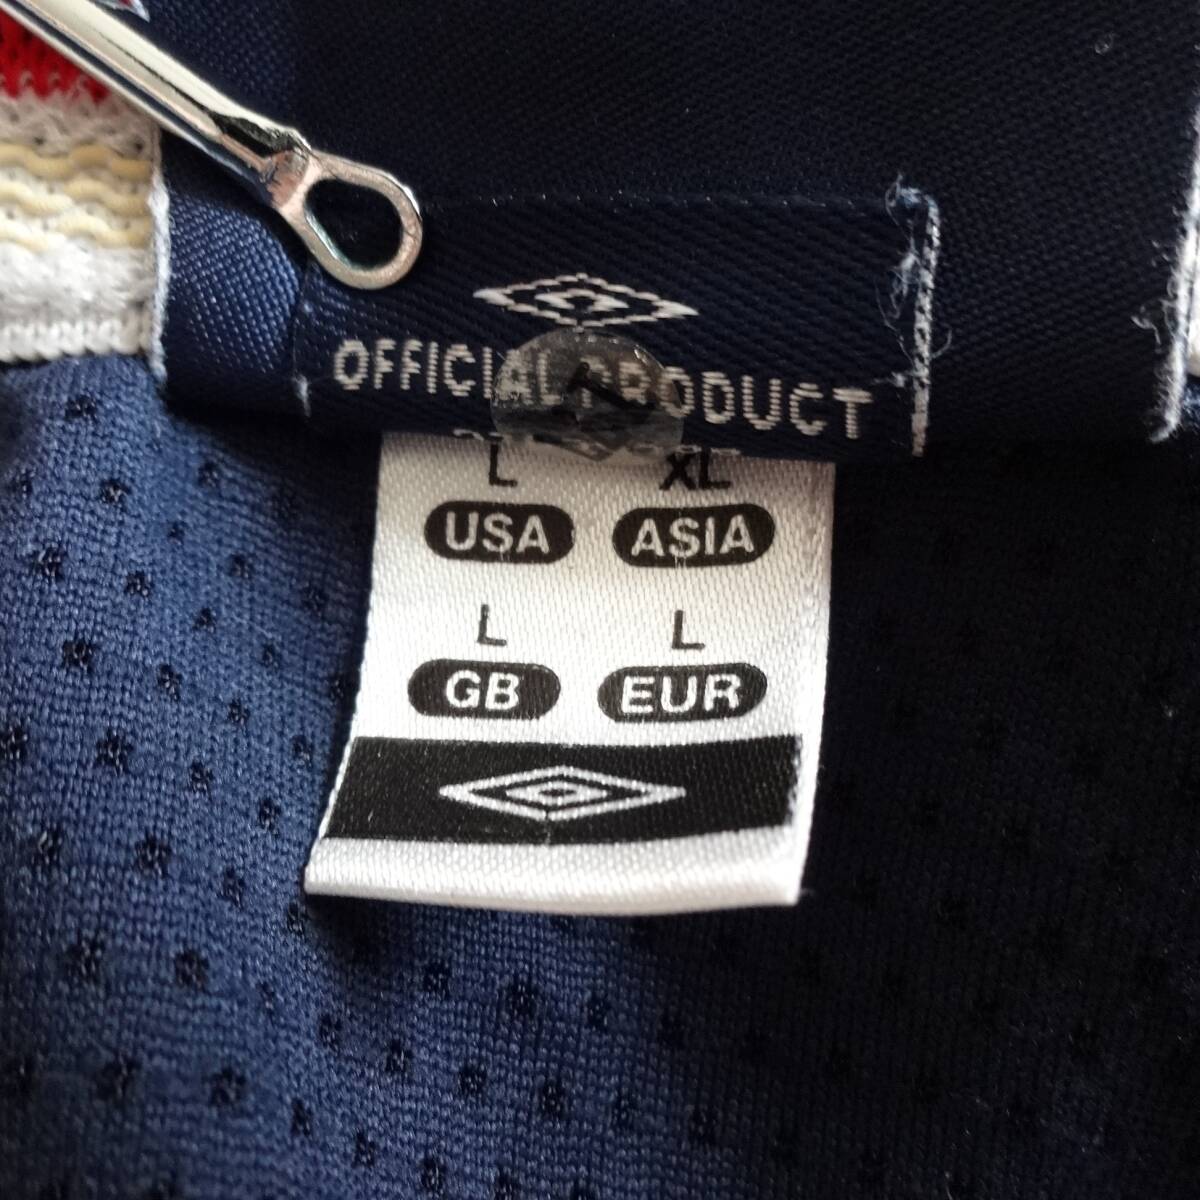 OFFICIAL PRODUCT
L XL
USA ASIA
L L
GB EUR